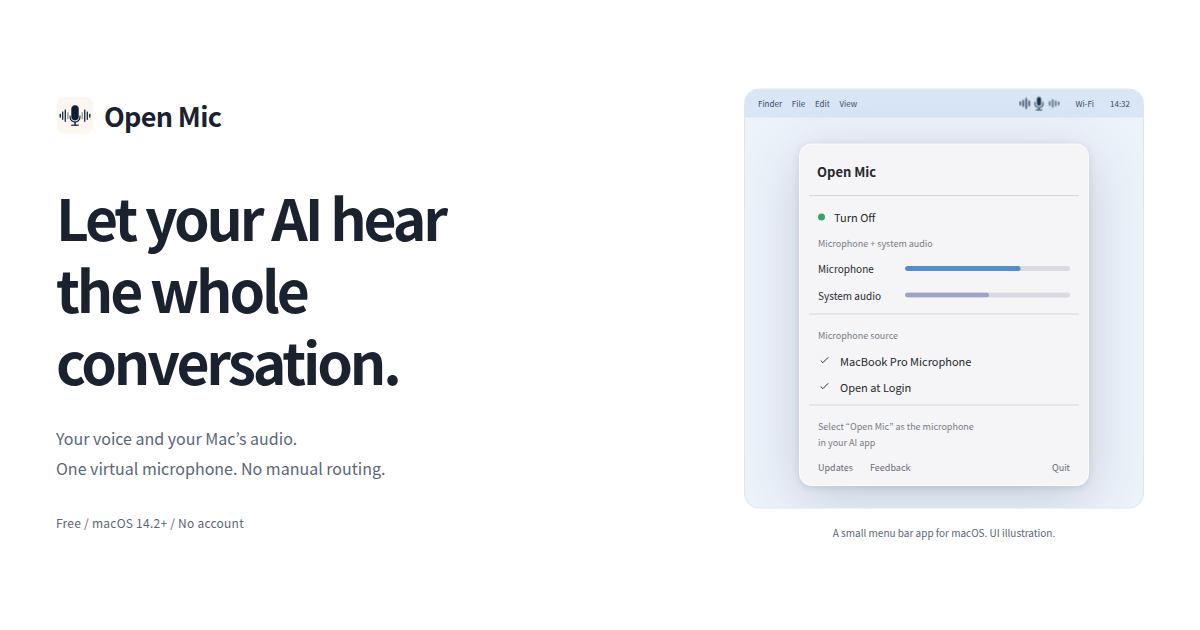 Open Mic
Let your AI hear
the whole
conversation.
Your voice and your Mac’s audio.
One virtual microphone. No manual routing.
Free / macOS 14.2+ / No account
Finder File Edit View Wi-Fi 14:32
Open Mic
Turn Off
Microphone + system audio
Microphone
System audio
Microphone source
MacBook Pro Microphone
Open at Login
Select “Open Mic” as the microphone
in your AI app
Updates Feedback Quit
A small menu bar app for macOS. UI illustration.